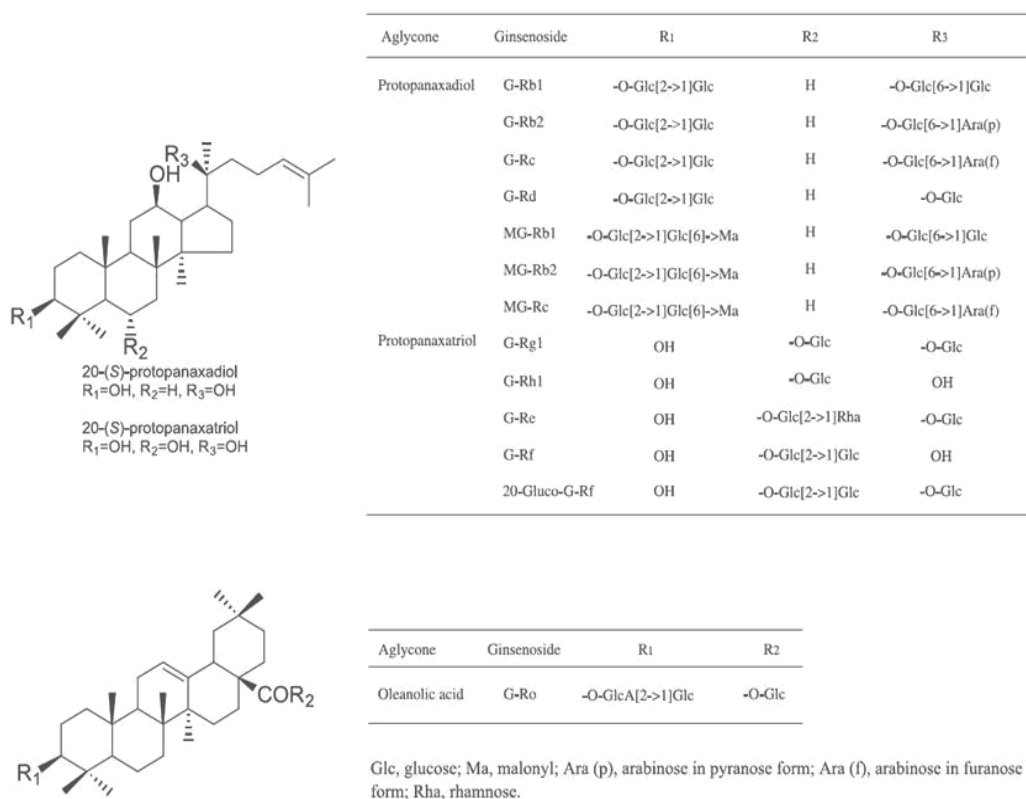 R3
OH
R1
R2
20-(S)-protopanaxadiol
R1=OH, R2=H, R3=OH
20-(S)-protopanaxatriol
R1=OH, R2=OH, R3=OH
Aglycone Ginsenoside R1 R2 R3
Protopanaxadiol G-Rb1 -O-Glc[2->1]Glc H -O-Glc[6->1]Glc
G-Rb2 -O-Glc[2->1]Glc H -O-Glc[6->1]Ara(p)
G-Rc -O-Glc[2->1]Glc H -O-Glc[6->1]Ara(f)
G-Rd -O-Glc[2->1]Glc H -O-Glc
MG-Rb1 -O-Glc[2->1]Glc[6]->Ma H -O-Glc[6->1]Glc
MG-Rb2 -O-Glc[2->1]Glc[6]->Ma H -O-Glc[6->1]Ara(p)
MG-Rc -O-Glc[2->1]Glc[6]->Ma H -O-Glc[6->1]Ara(f)
Protopanaxatriol G-Rg1 OH -O-Glc -O-Glc
G-Rh1 OH -O-Glc OH
G-Re OH -O-Glc[2->1]Rha -O-Glc
G-Rf OH -O-Glc[2->1]Glc OH
20-Gluco-G-Rf OH -O-Glc[2->1]Glc -O-Glc
COR2
R1
Aglycone Ginsenoside R1 R2
Oleanolic acid G-Ro -O-GlcA[2->1]Glc -O-Glc
Glc, glucose; Ma, malonyl; Ara (p), arabinose in pyranose form; Ara (f), arabinose in furanose
form; Rha, rhamnose.